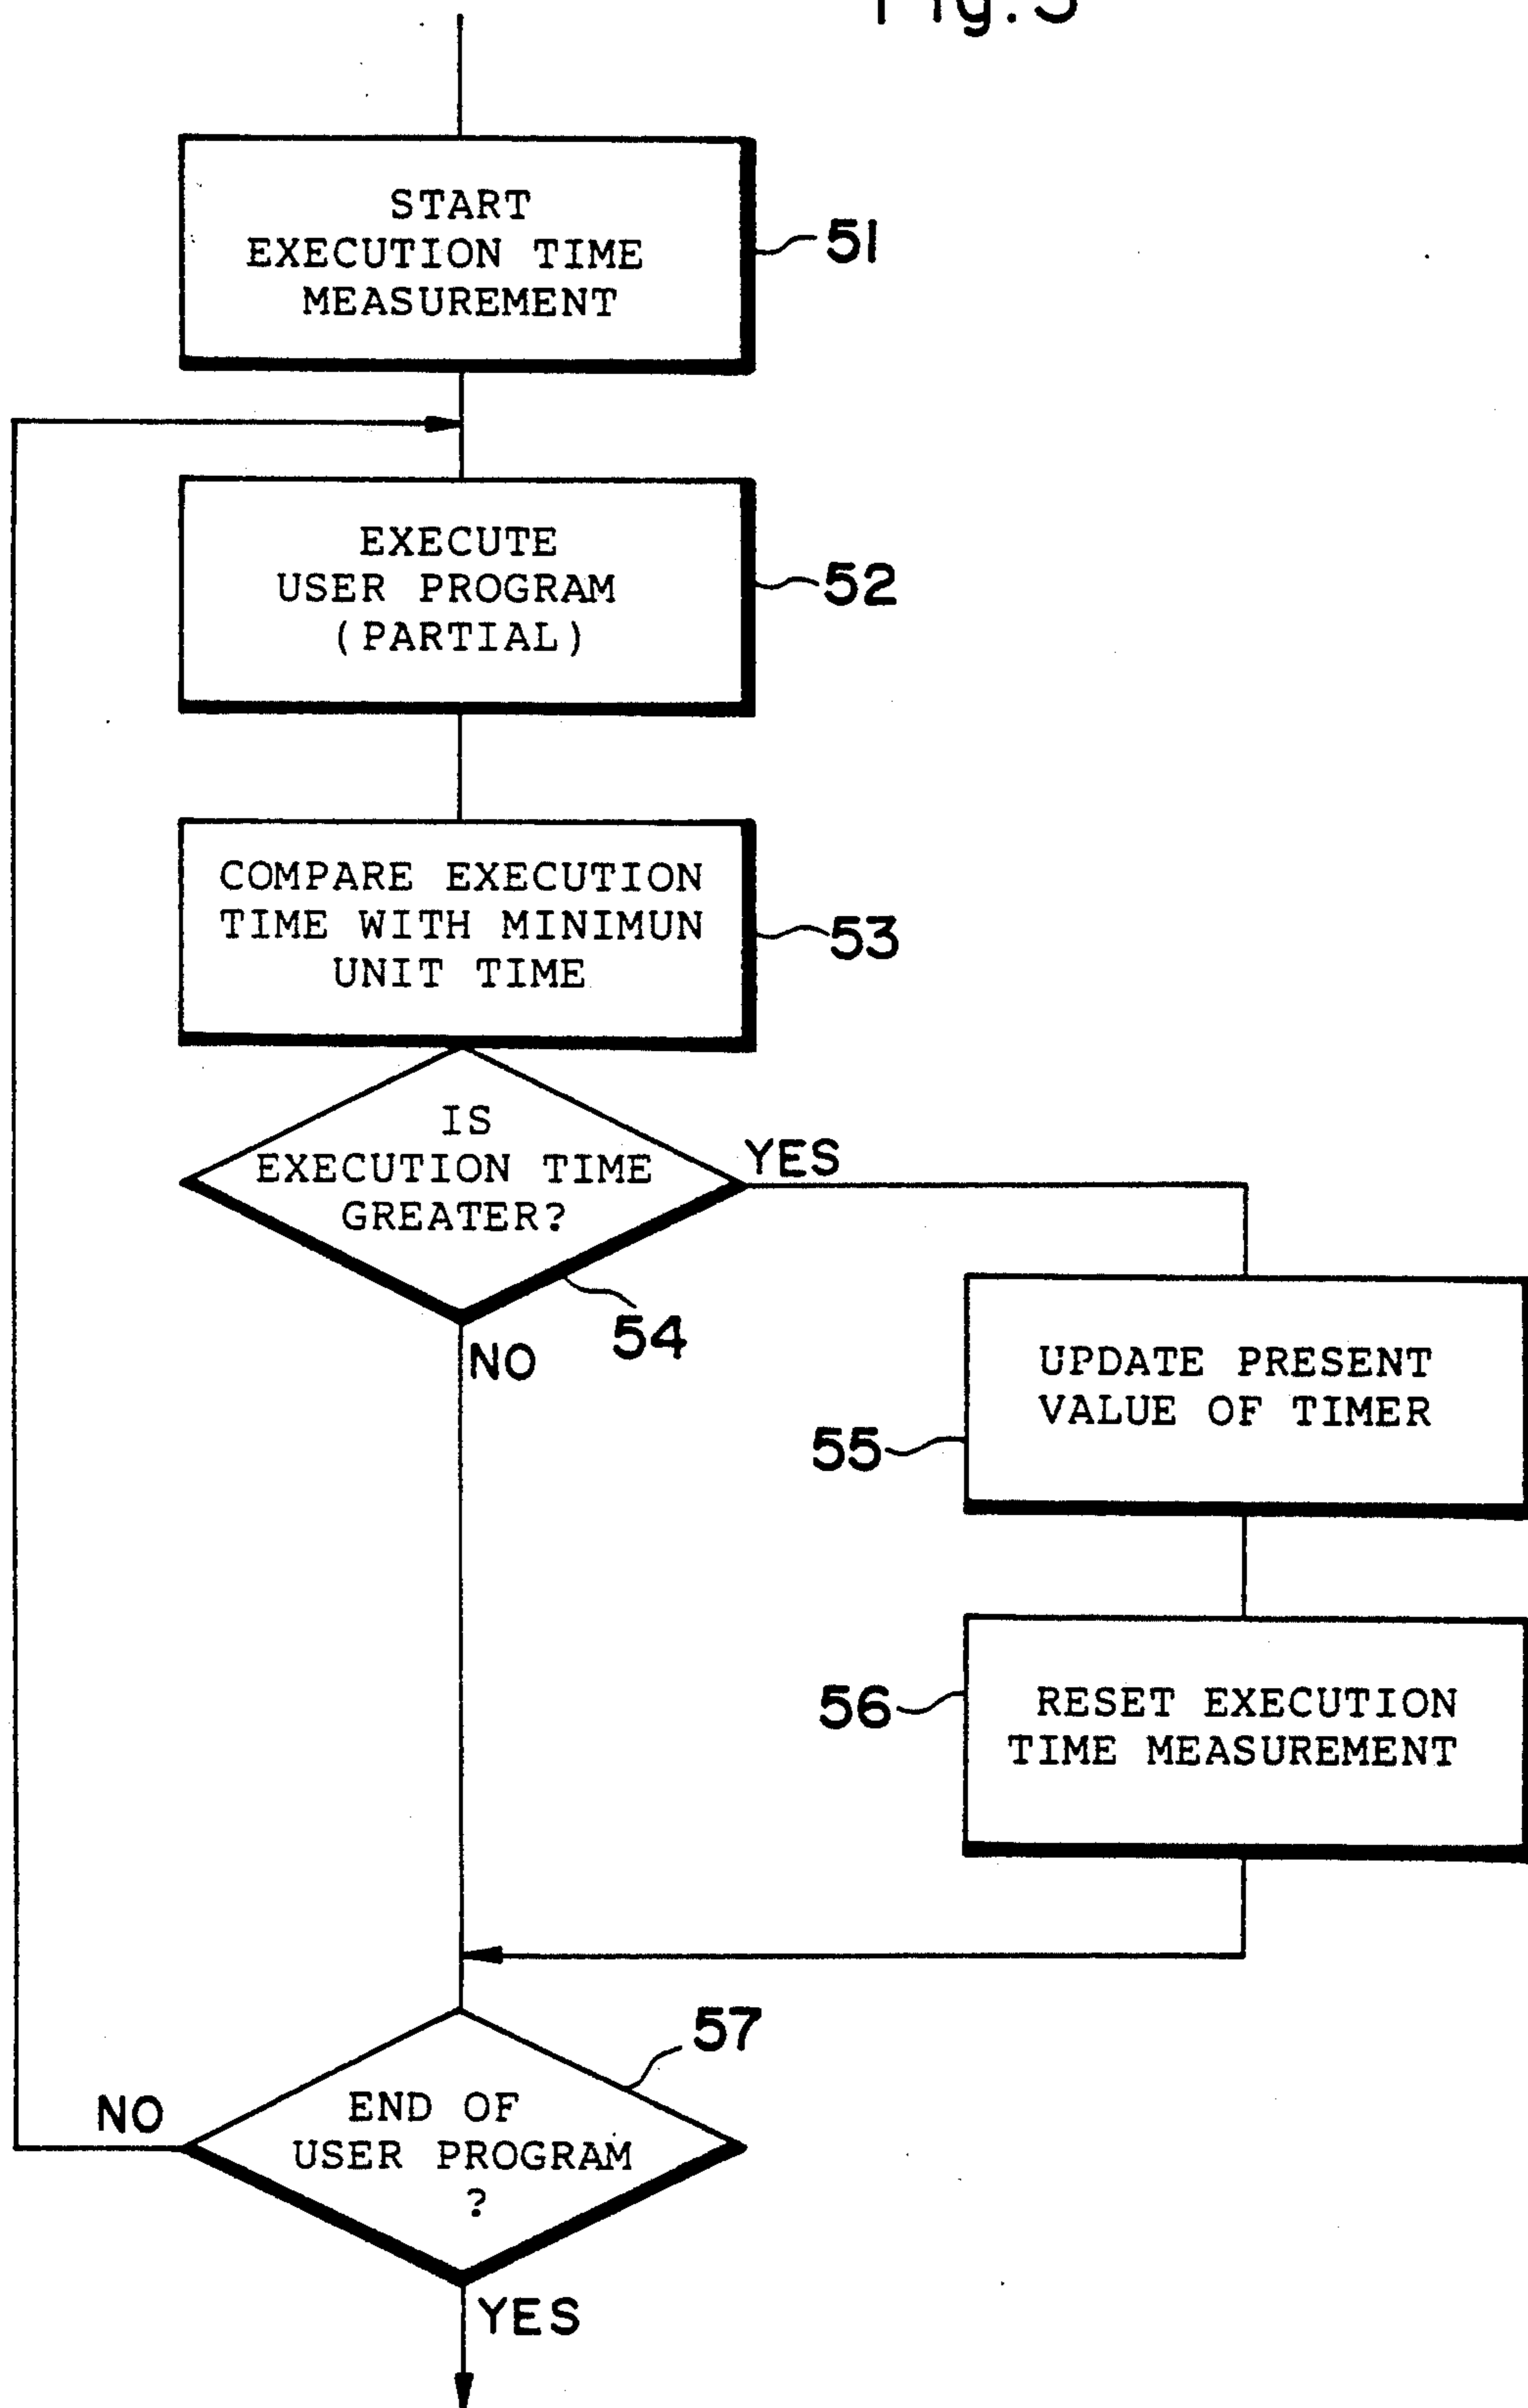 Fig. 5
START
EXECUTION TIME
MEASUREMENT
51
EXECUTE
USER PROGRAM
(PARTIAL)
52
COMPARE EXECUTION
TIME WITH MINIMUN
UNIT TIME
53
IS
EXECUTION TIME
GREATER?
YES
54
NO
UPDATE PRESENT
VALUE OF TIMER
55
RESET EXECUTION
TIME MEASUREMENT
56
57
END OF
USER PROGRAM
?
NO
YES